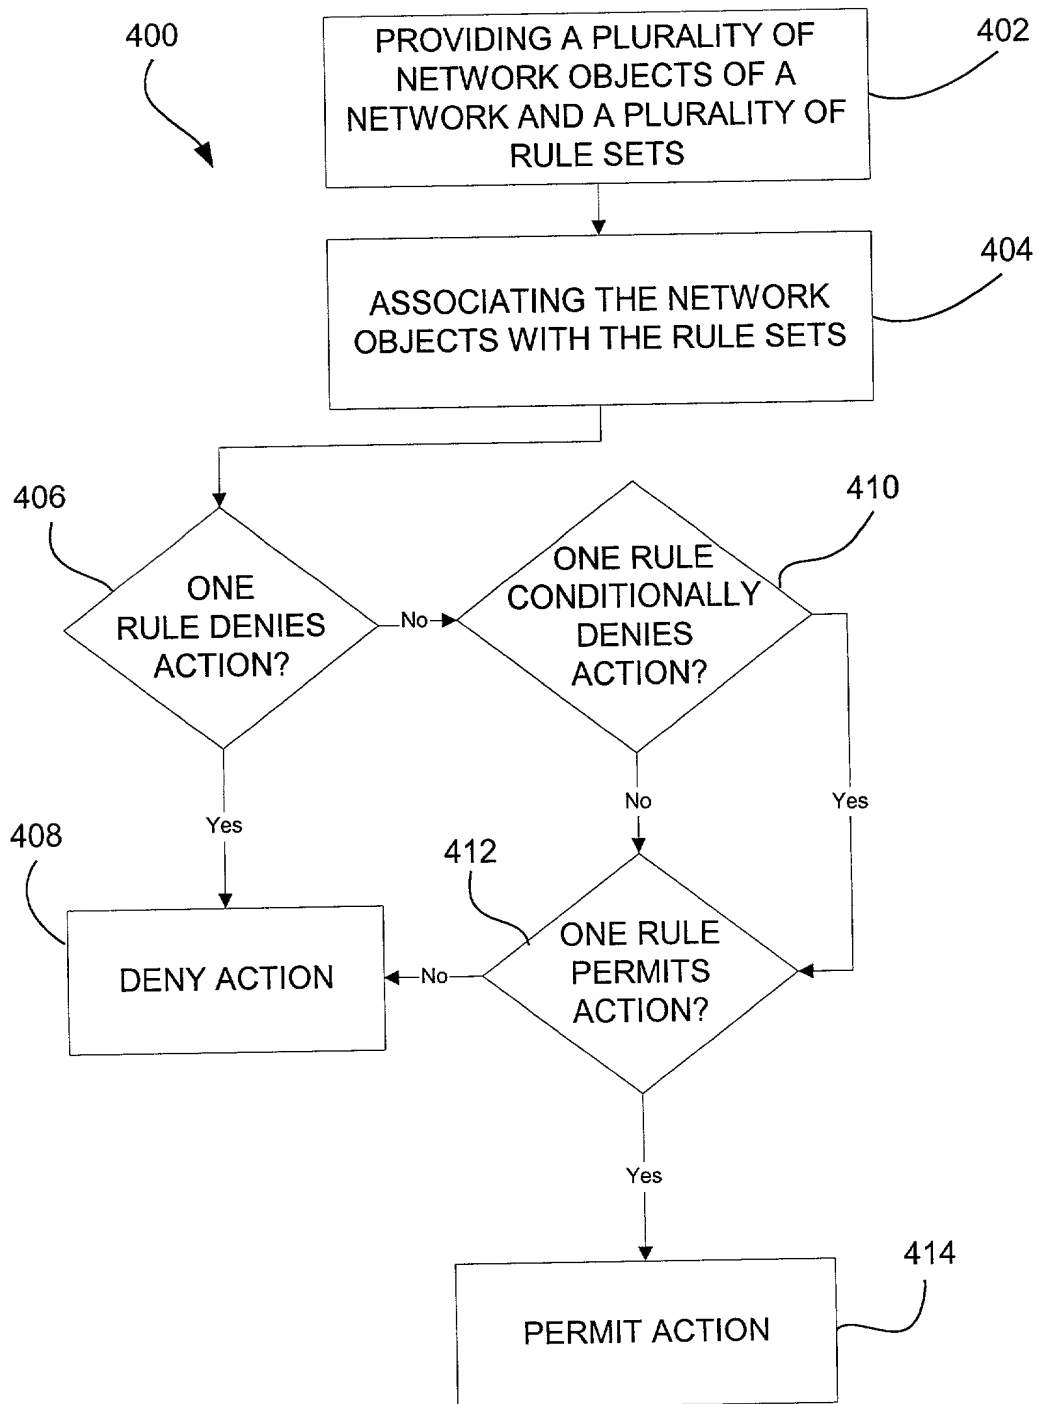 400
PROVIDING A PLURALITY OF
NETWORK OBJECTS OF A
NETWORK AND A PLURALITY OF
RULE SETS
402
ASSOCIATING THE NETWORK
OBJECTS WITH THE RULE SETS
404
406
ONE
RULE DENIES
ACTION?
No
410
ONE RULE
CONDITIONALLY
DENIES
ACTION?
Yes
No
Yes
408
DENY ACTION
No
412
ONE RULE
PERMITS
ACTION?
Yes
414
PERMIT ACTION